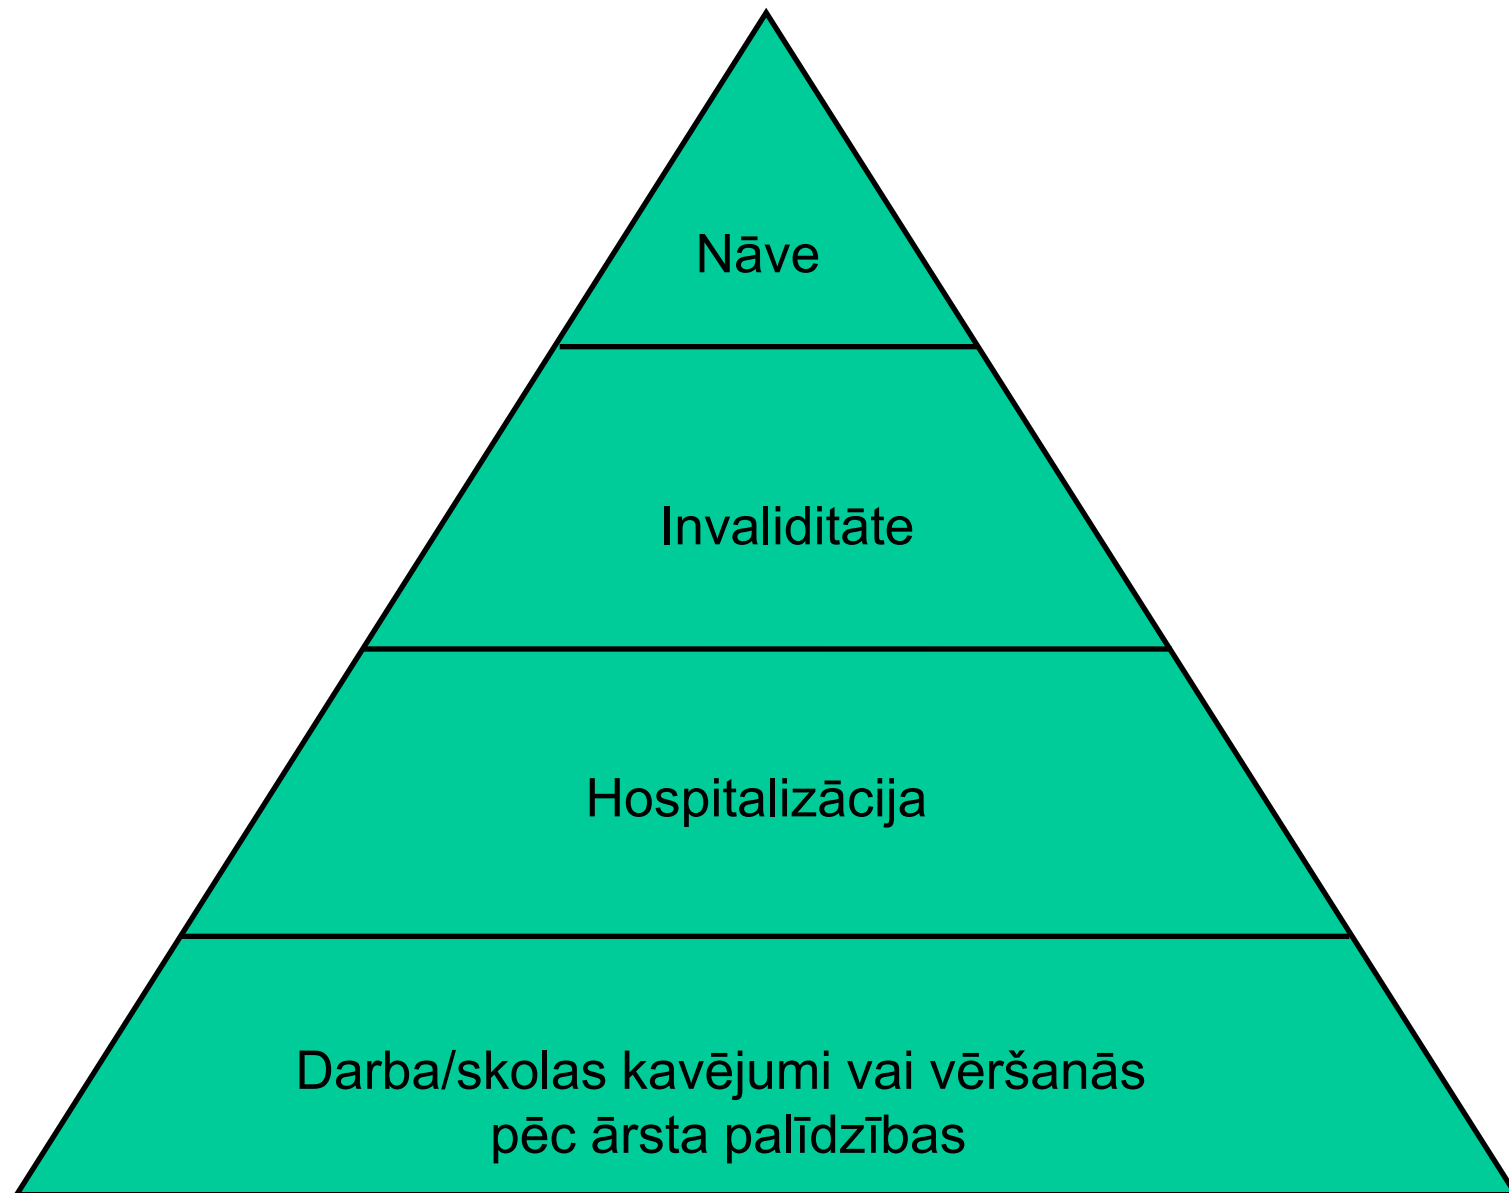 Nāve
Invaliditāte
Hospitalizācija
Darba/skolas kavējumi vai vēršanās
pēc ārsta palīdzības